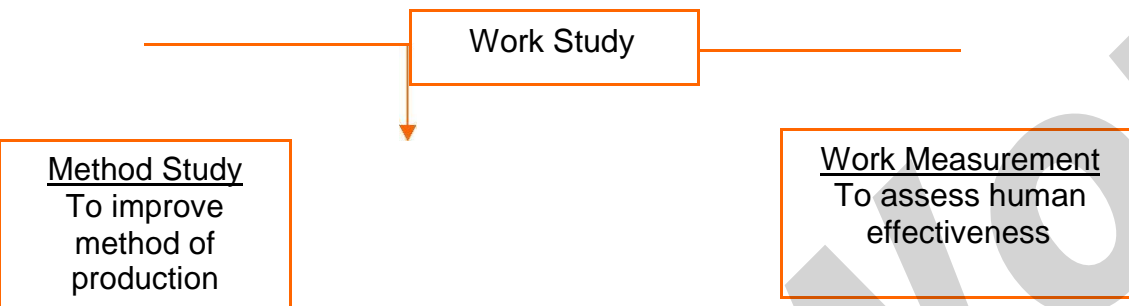 Work Study
Method Study
To improve
method of
production
Work Measurement
To assess human
effectiveness